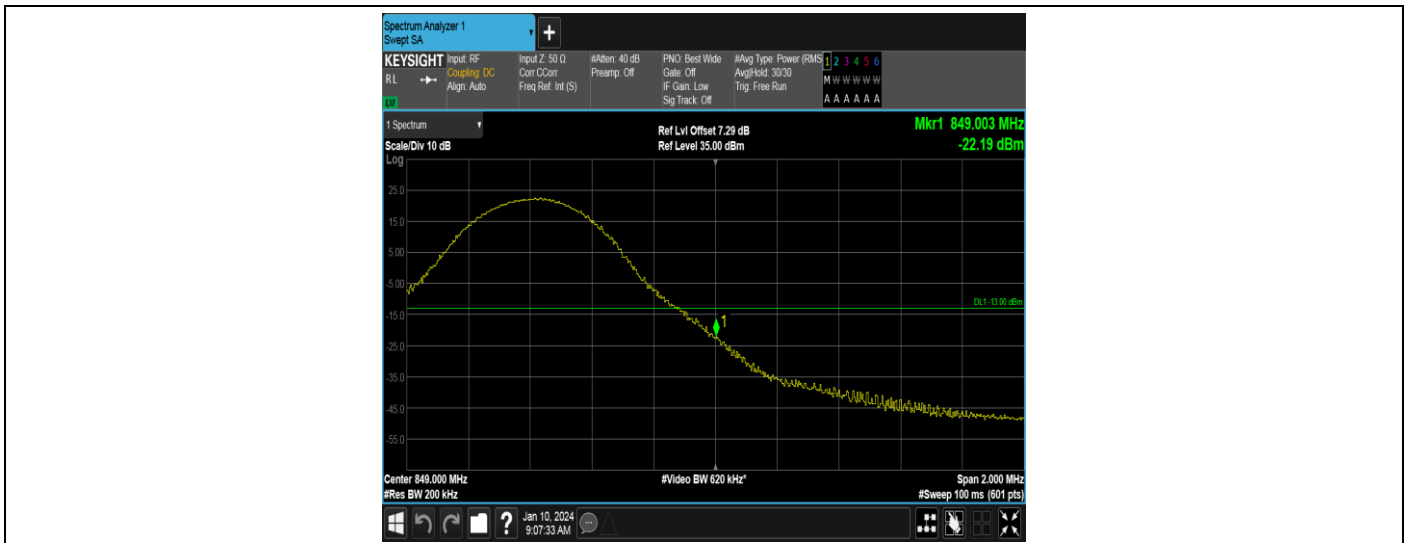 Spectrum Analyzer 1
Swept SA
+
KEYSIGHT Input: RF Input Z: 50 Ω #Atten: 40 dB PNO: Best Wide #Avg Type: Power (RMS 1 2 3 4 5 6
RL Coupling: DC Corr CCorr Preamp: Off Gate: Off Avg|Hold: 30/30 M W W W W W
Align: Auto Freq Ref: Int (S) IF Gain: Low Trig: Free Run
Sig Track: Off A A A A A A
1 Spectrum Ref Lvl Offset 7.29 dB Mkr1 849.003 MHz
Scale/Div 10 dB Ref Level 35.00 dBm -22.19 dBm
Log
25.0
15.0
5.00
-5.00
DL1 -13.00 dBm
-15.0
1
-25.0
-35.0
-45.0
-55.0
Center 849.000 MHz #Video BW 620 kHz* Span 2.000 MHz
#Res BW 200 kHz #Sweep 100 ms (601 pts)
? Jan 10, 2024
9:07:33 AM